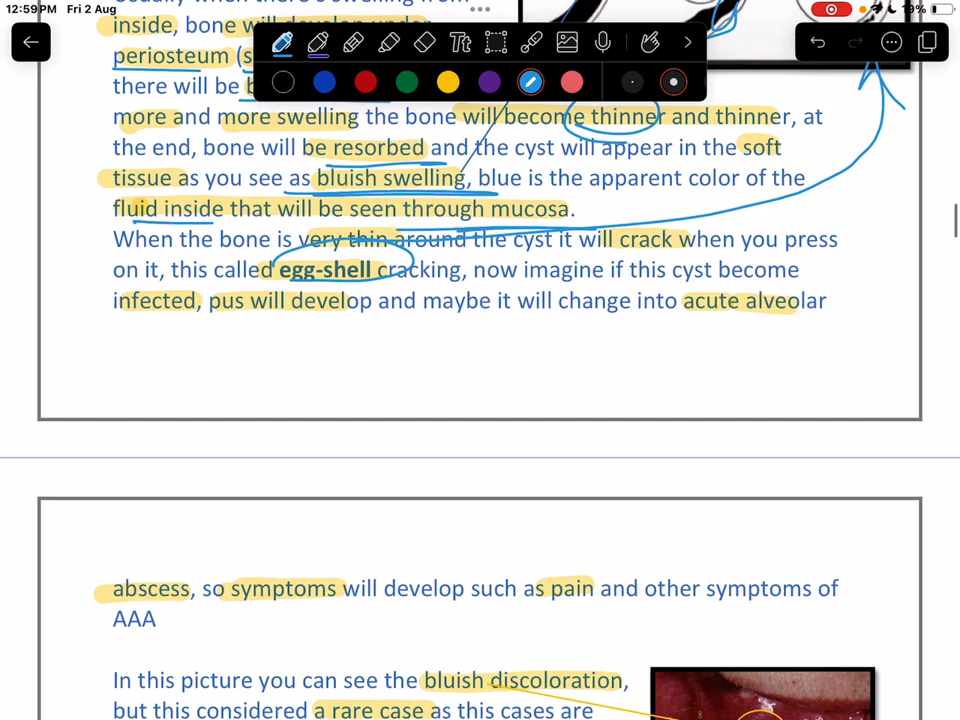 12:59 PM Fri 2 Aug
19%
Tt
inside, bone will develop under
periosteum (s
there will be b
more and more swelling the bone will become thinner and thinner, at
the end, bone will be resorbed and the cyst will appear in the soft
tissue as you see as bluish swelling, blue is the apparent color of the
fluid inside that will be seen through mucosa.
When the bone is very thin around the cyst it will crack when you press
on it, this called egg-shell cracking, now imagine if this cyst become
infected, pus will develop and maybe it will change into acute alveolar
abscess, so symptoms will develop such as pain and other symptoms of
AAA
In this picture you can see the bluish discoloration,
but this considered a rare case as this cases are